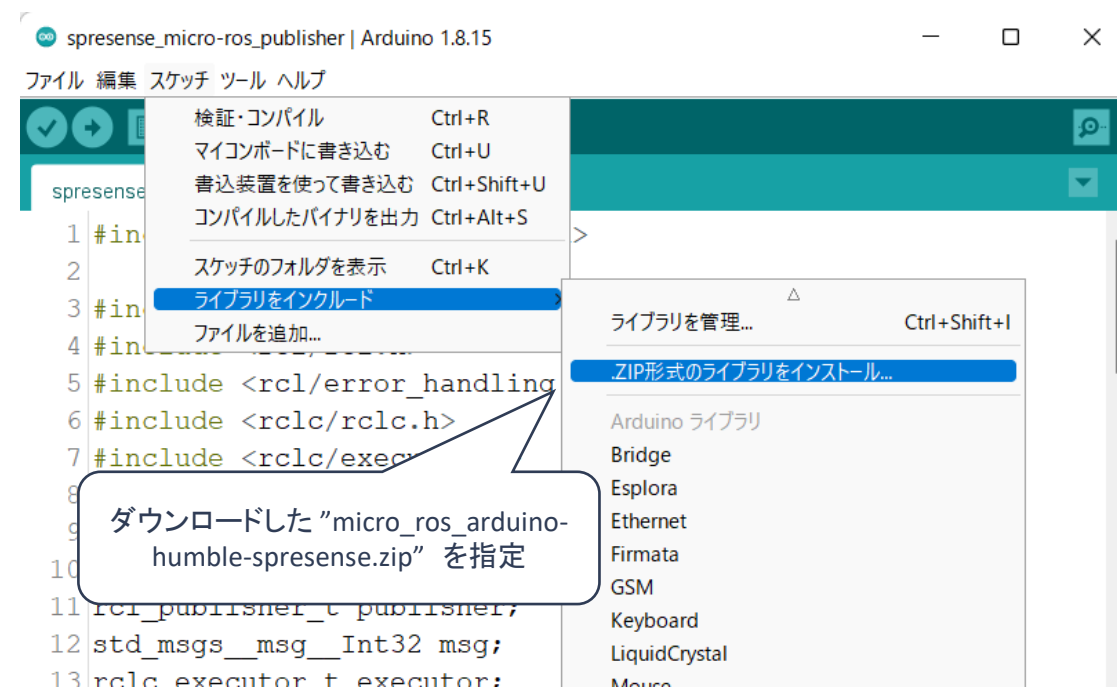 spresense_micro-ros_publisher | Arduino 1.8.15
ファイル 編集 スケッチ ツール ヘルプ
検証・コンパイル Ctrl+R
マイコンボードに書き込む Ctrl+U
書込装置を使って書き込む Ctrl+Shift+U
コンパイルしたバイナリを出力 Ctrl+Alt+S
スケッチのフォルダを表示 Ctrl+K
ライブラリをインクルード
ファイルを追加...
ライブラリを管理... Ctrl+Shift+I
.ZIP形式のライブラリをインストール...
Arduino ライブラリ
Bridge
Esplora
Ethernet
Firmata
GSM
Keyboard
LiquidCrystal
Mouse
spresense
1 #in >
2
3 #in
4 #in
5 #include <rcl/error_handling
6 #include <rclc/rclc.h>
7 #include <rclc/exec
8
9
10
11 rcl_publisher_t publisher;
12 std_msgs__msg__Int32 msg;
13 rclc_executor_t executor;
ダウンロードした ”micro_ros_arduino-
humble-spresense.zip” を指定